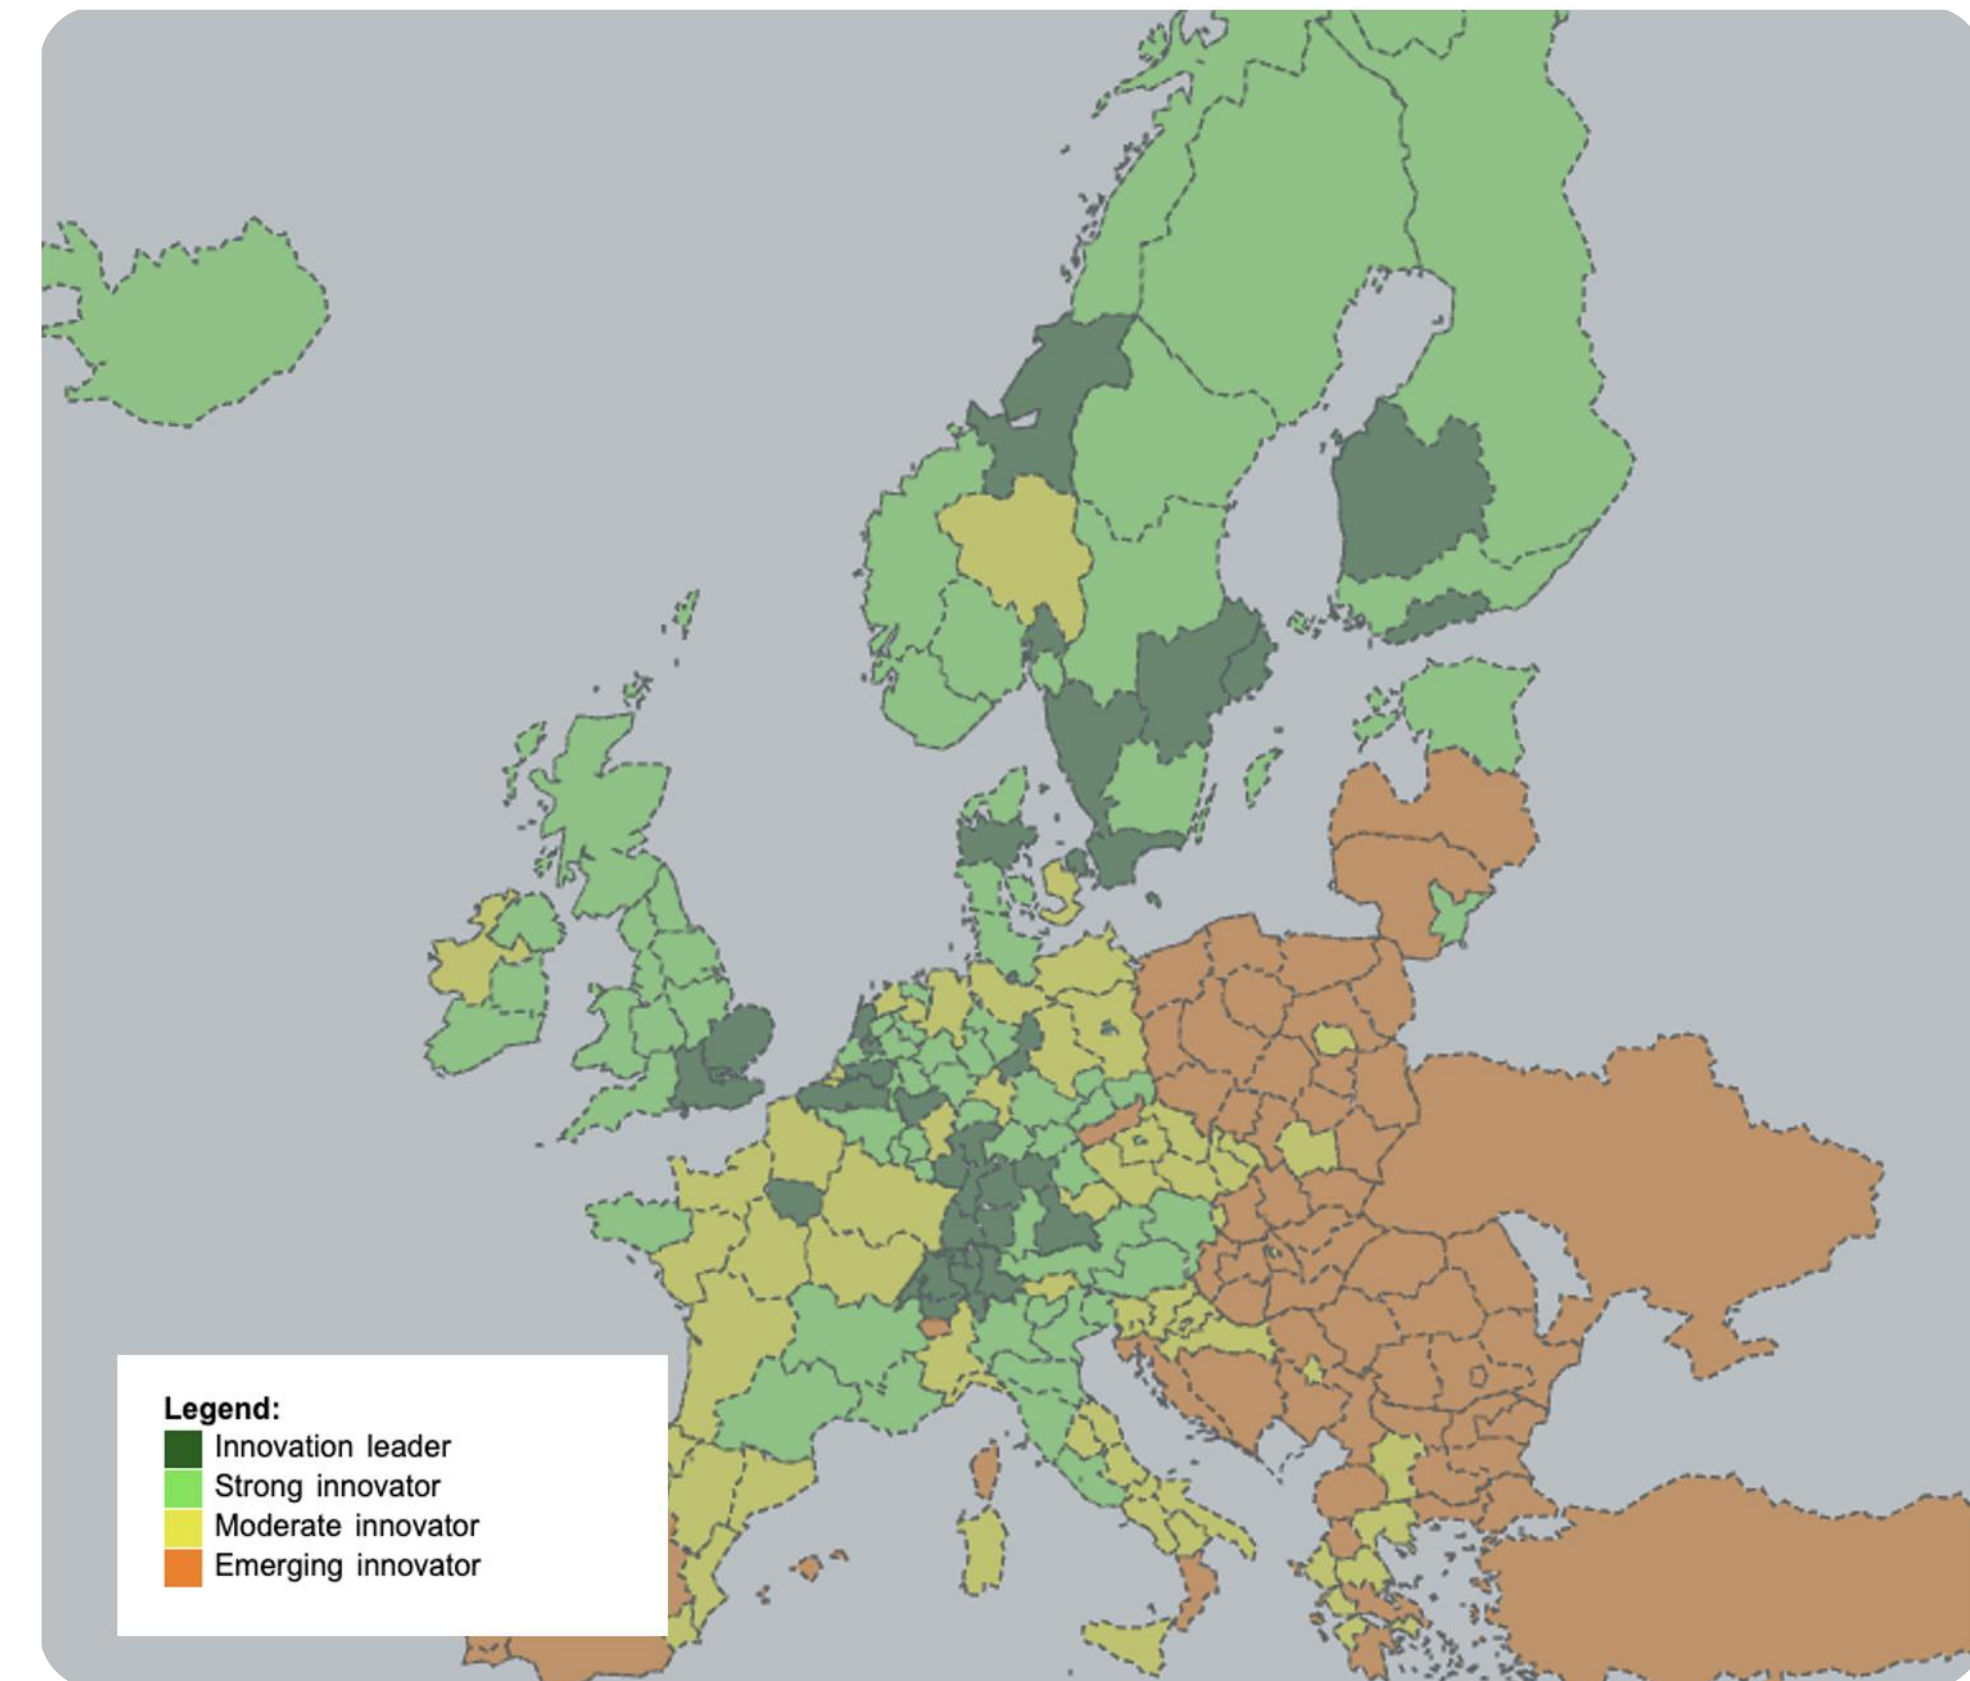 Legend:
Innovation leader
Strong innovator
Moderate innovator
Emerging innovator